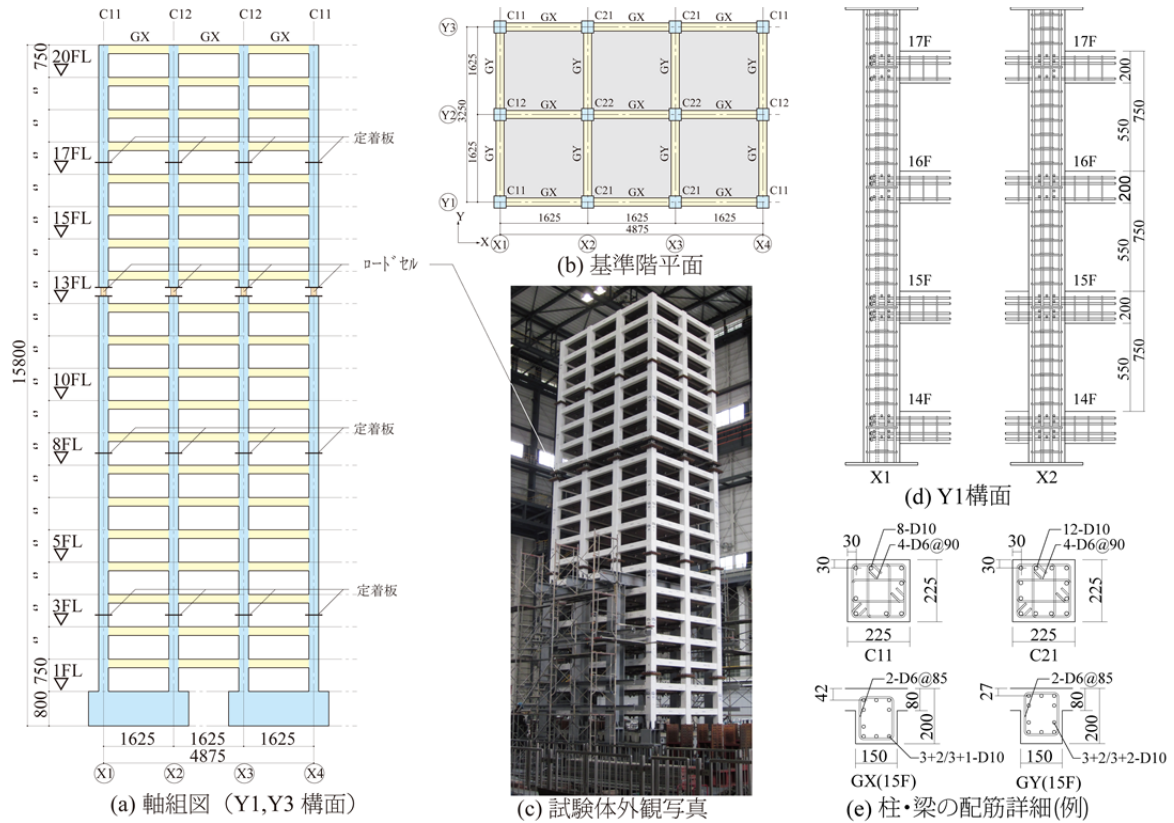 C11 C12 C12 C11
GX GX GX
750
20FL
17FL
15FL
13FL
10FL
8FL
5FL
3FL
1FL
15800
750
800
定着板
ロードセル
定着板
定着板
1625 1625 1625
4875
X1 X2 X3 X4
(a) 軸組図（Y1,Y3 構面）
C11 C21 C21 C11
GX GX GX
Y3
1625
GY GY GY GY
C12 C22 C22 C12
GX GX GX
Y2
3250
1625
GY GY GY GY
C11 C21 C21 C11
GX GX GX
Y1
1625 1625 1625
4875
Y
X
X1 X2 X3 X4
(b) 基準階平面
(c) 試験体外観写真
17F 17F
200
750
550
16F 16F
200
750
550
15F 15F
200
750
550
14F 14F
X1 X2
(d) Y1構面
30 8-D10
4-D6@90
30
225
225
C11
30 12-D10
4-D6@90
30
225
225
C21
2-D6@85
42
80
200
150
3+2/3+1-D10
GX(15F)
2-D6@85
27
80
200
150
3+2/3+2-D10
GY(15F)
(e) 柱・梁の配筋詳細(例)